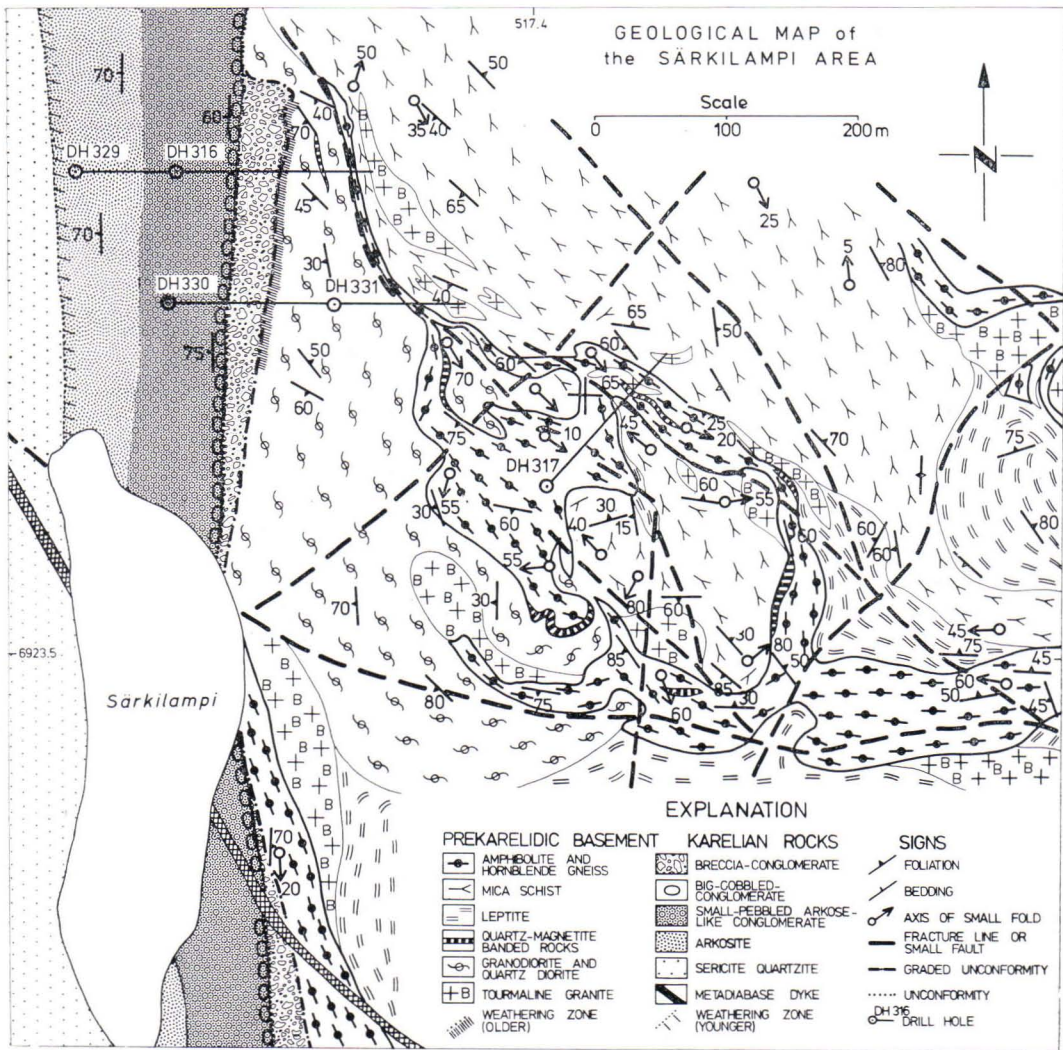 517.4
GEOLOGICAL MAP of
the SÄRKILAMPI AREA
Scale
0 100 200 m
N
50
50
70
60
40
70
35 40
DH 329
DH 316
45
65
25
70
5
80
30
40
DH 330
DH 331
65
50
75
50
60
60
60
70
65
25
20
45
10
75
70
75
DH 317
60
55
30
15
80
55
30
60
40
60
60
60
55
80
70
30
60
45
30
80
75
6923.5
85
50
60
45
50
45
Särkilampi
80
75
85
30
60
70
20
EXPLANATION
PREKARELIDIC BASEMENT
AMPHIBOLITE AND
HORNBLENDE GNEISS
MICA SCHIST
LEPTITE
QUARTZ-MAGNETITE
BANDED ROCKS
GRANODIORITE AND
QUARTZ DIORITE
TOURMALINE GRANITE
WEATHERING ZONE
(OLDER)
KARELIAN ROCKS
BRECCIA-CONGLOMERATE
BIG-COBBLED-
CONGLOMERATE
SMALL-PEBBLED ARKOSE-
LIKE CONGLOMERATE
ARKOSITE
SERICITE QUARTZITE
METADIABASE DYKE
WEATHERING ZONE
(YOUNGER)
SIGNS
FOLIATION
BEDDING
AXIS OF SMALL FOLD
FRACTURE LINE OR
SMALL FAULT
GRADED UNCONFORMITY
UNCONFORMITY
DH 316
DRILL HOLE